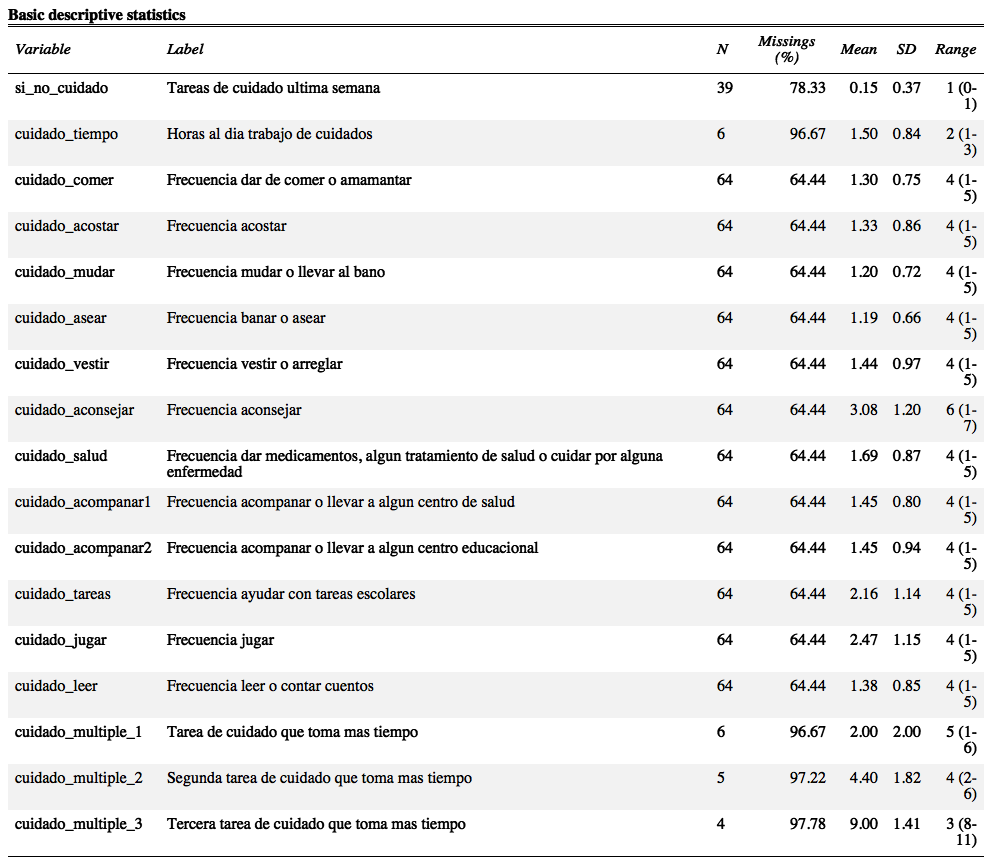 Basic descriptive statistics
Variable Label N Missings (%) Mean SD Range
si_no_cuidado Tareas de cuidado ultima semana 39 78.33 0.15 0.37 1 (0-1)
cuidado_tiempo Horas al dia trabajo de cuidados 6 96.67 1.50 0.84 2 (1-3)
cuidado_comer Frecuencia dar de comer o amamantar 64 64.44 1.30 0.75 4 (1-5)
cuidado_acostar Frecuencia acostar 64 64.44 1.33 0.86 4 (1-5)
cuidado_mudar Frecuencia mudar o llevar al bano 64 64.44 1.20 0.72 4 (1-5)
cuidado_asear Frecuencia banar o asear 64 64.44 1.19 0.66 4 (1-5)
cuidado_vestir Frecuencia vestir o arreglar 64 64.44 1.44 0.97 4 (1-5)
cuidado_aconsejar Frecuencia aconsejar 64 64.44 3.08 1.20 6 (1-7)
cuidado_salud Frecuencia dar medicamentos, algun tratamiento de salud o cuidar por alguna enfermedad 64 64.44 1.69 0.87 4 (1-5)
cuidado_acompanar1 Frecuencia acompanar o llevar a algun centro de salud 64 64.44 1.45 0.80 4 (1-5)
cuidado_acompanar2 Frecuencia acompanar o llevar a algun centro educacional 64 64.44 1.45 0.94 4 (1-5)
cuidado_tareas Frecuencia ayudar con tareas escolares 64 64.44 2.16 1.14 4 (1-5)
cuidado_jugar Frecuencia jugar 64 64.44 2.47 1.15 4 (1-5)
cuidado_leer Frecuencia leer o contar cuentos 64 64.44 1.38 0.85 4 (1-5)
cuidado_multiple_1 Tarea de cuidado que toma mas tiempo 6 96.67 2.00 2.00 5 (1-6)
cuidado_multiple_2 Segunda tarea de cuidado que toma mas tiempo 5 97.22 4.40 1.82 4 (2-6)
cuidado_multiple_3 Tercera tarea de cuidado que toma mas tiempo 4 97.78 9.00 1.41 3 (8-11)